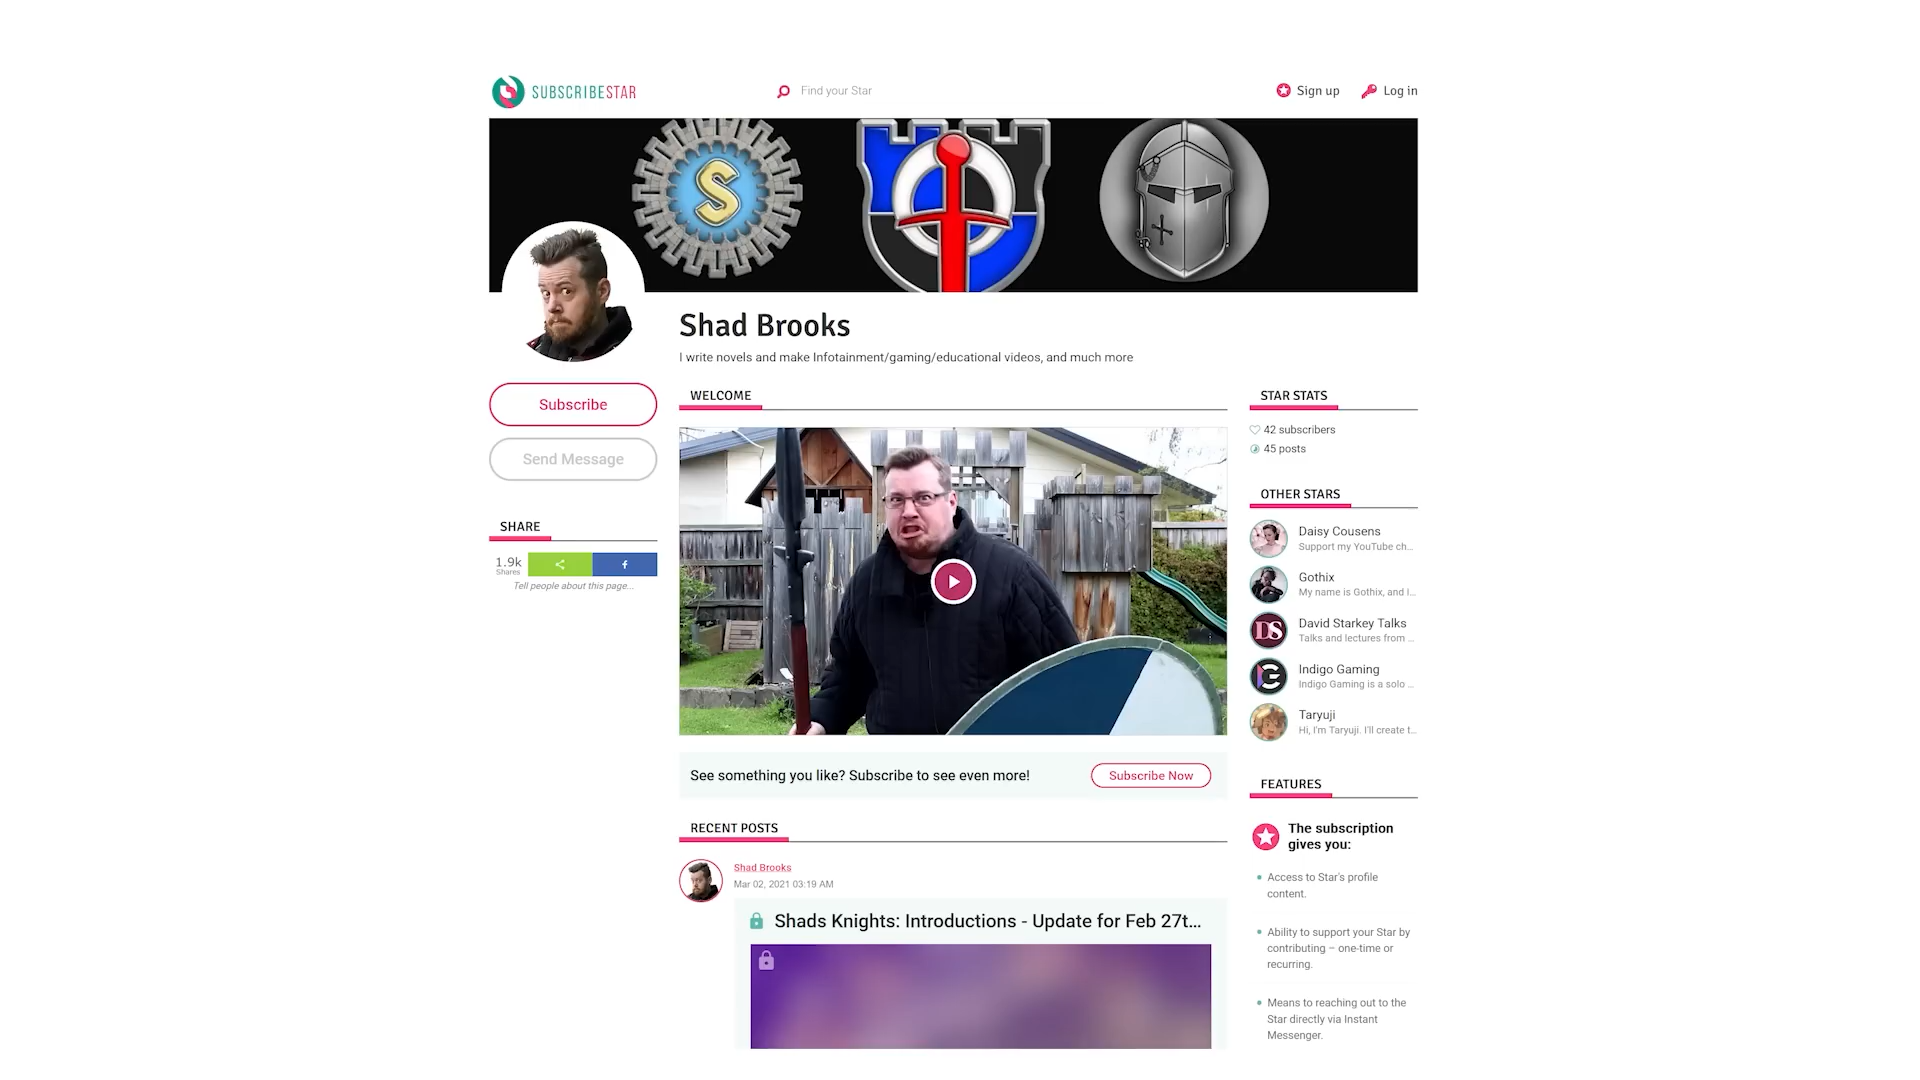 SUBSCRIBESTAR
Find your Star
Sign up
Log in
S
Shad Brooks
I write novels and make Infotainment/gaming/educational videos, and much more
Subscribe
Send Message
SHARE
1.9k
Shares
Tell people about this page...
WELCOME
See something you like? Subscribe to see even more!
Subscribe Now
RECENT POSTS
Shad Brooks
Mar 02, 2021 03:19 AM
Shads Knights: Introductions - Update for Feb 27t...
STAR STATS
42 subscribers
45 posts
OTHER STARS
Daisy Cousens
Support my YouTube ch...
Gothix
My name is Gothix, and I...
DS
David Starkey Talks
Talks and lectures from ...
Indigo Gaming
Indigo Gaming is a solo ...
Taryuji
Hi, I'm Taryuji. I'll create t...
FEATURES
The subscription
gives you:
Access to Star's profile
content.
Ability to support your Star by
contributing – one-time or
recurring.
Means to reaching out to the
Star directly via Instant
Messenger.